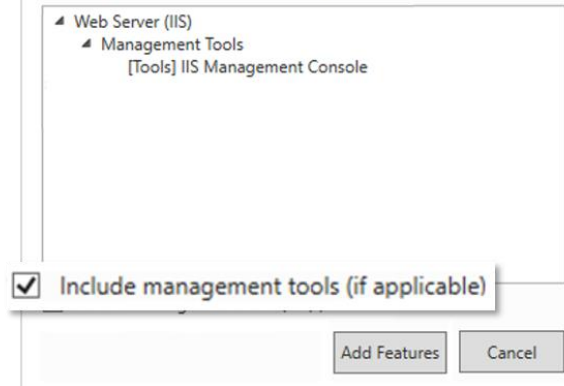 Web Server (IIS)
Management Tools
[Tools] IIS Management Console
Include management tools (if applicable)
Add Features
Cancel